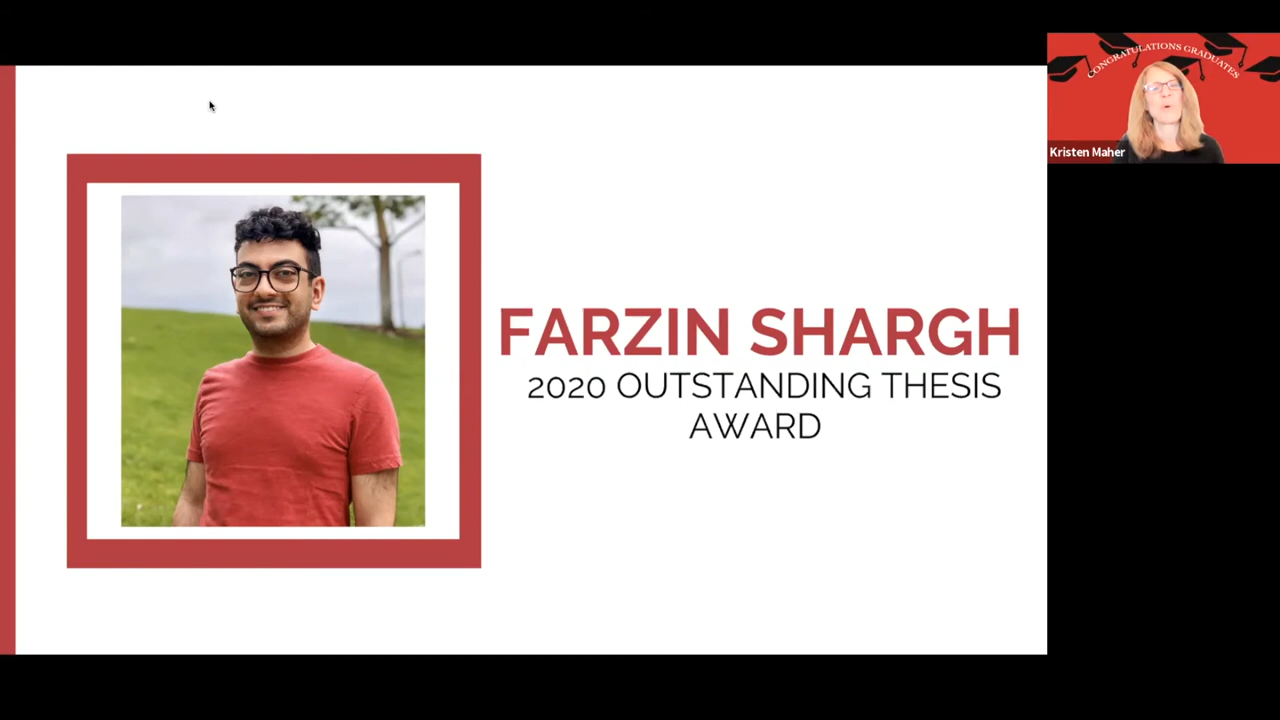 CONGRATULATIONS GRADUATES
Kristen Maher
FARZIN SHARGH
2020 OUTSTANDING THESIS
AWARD